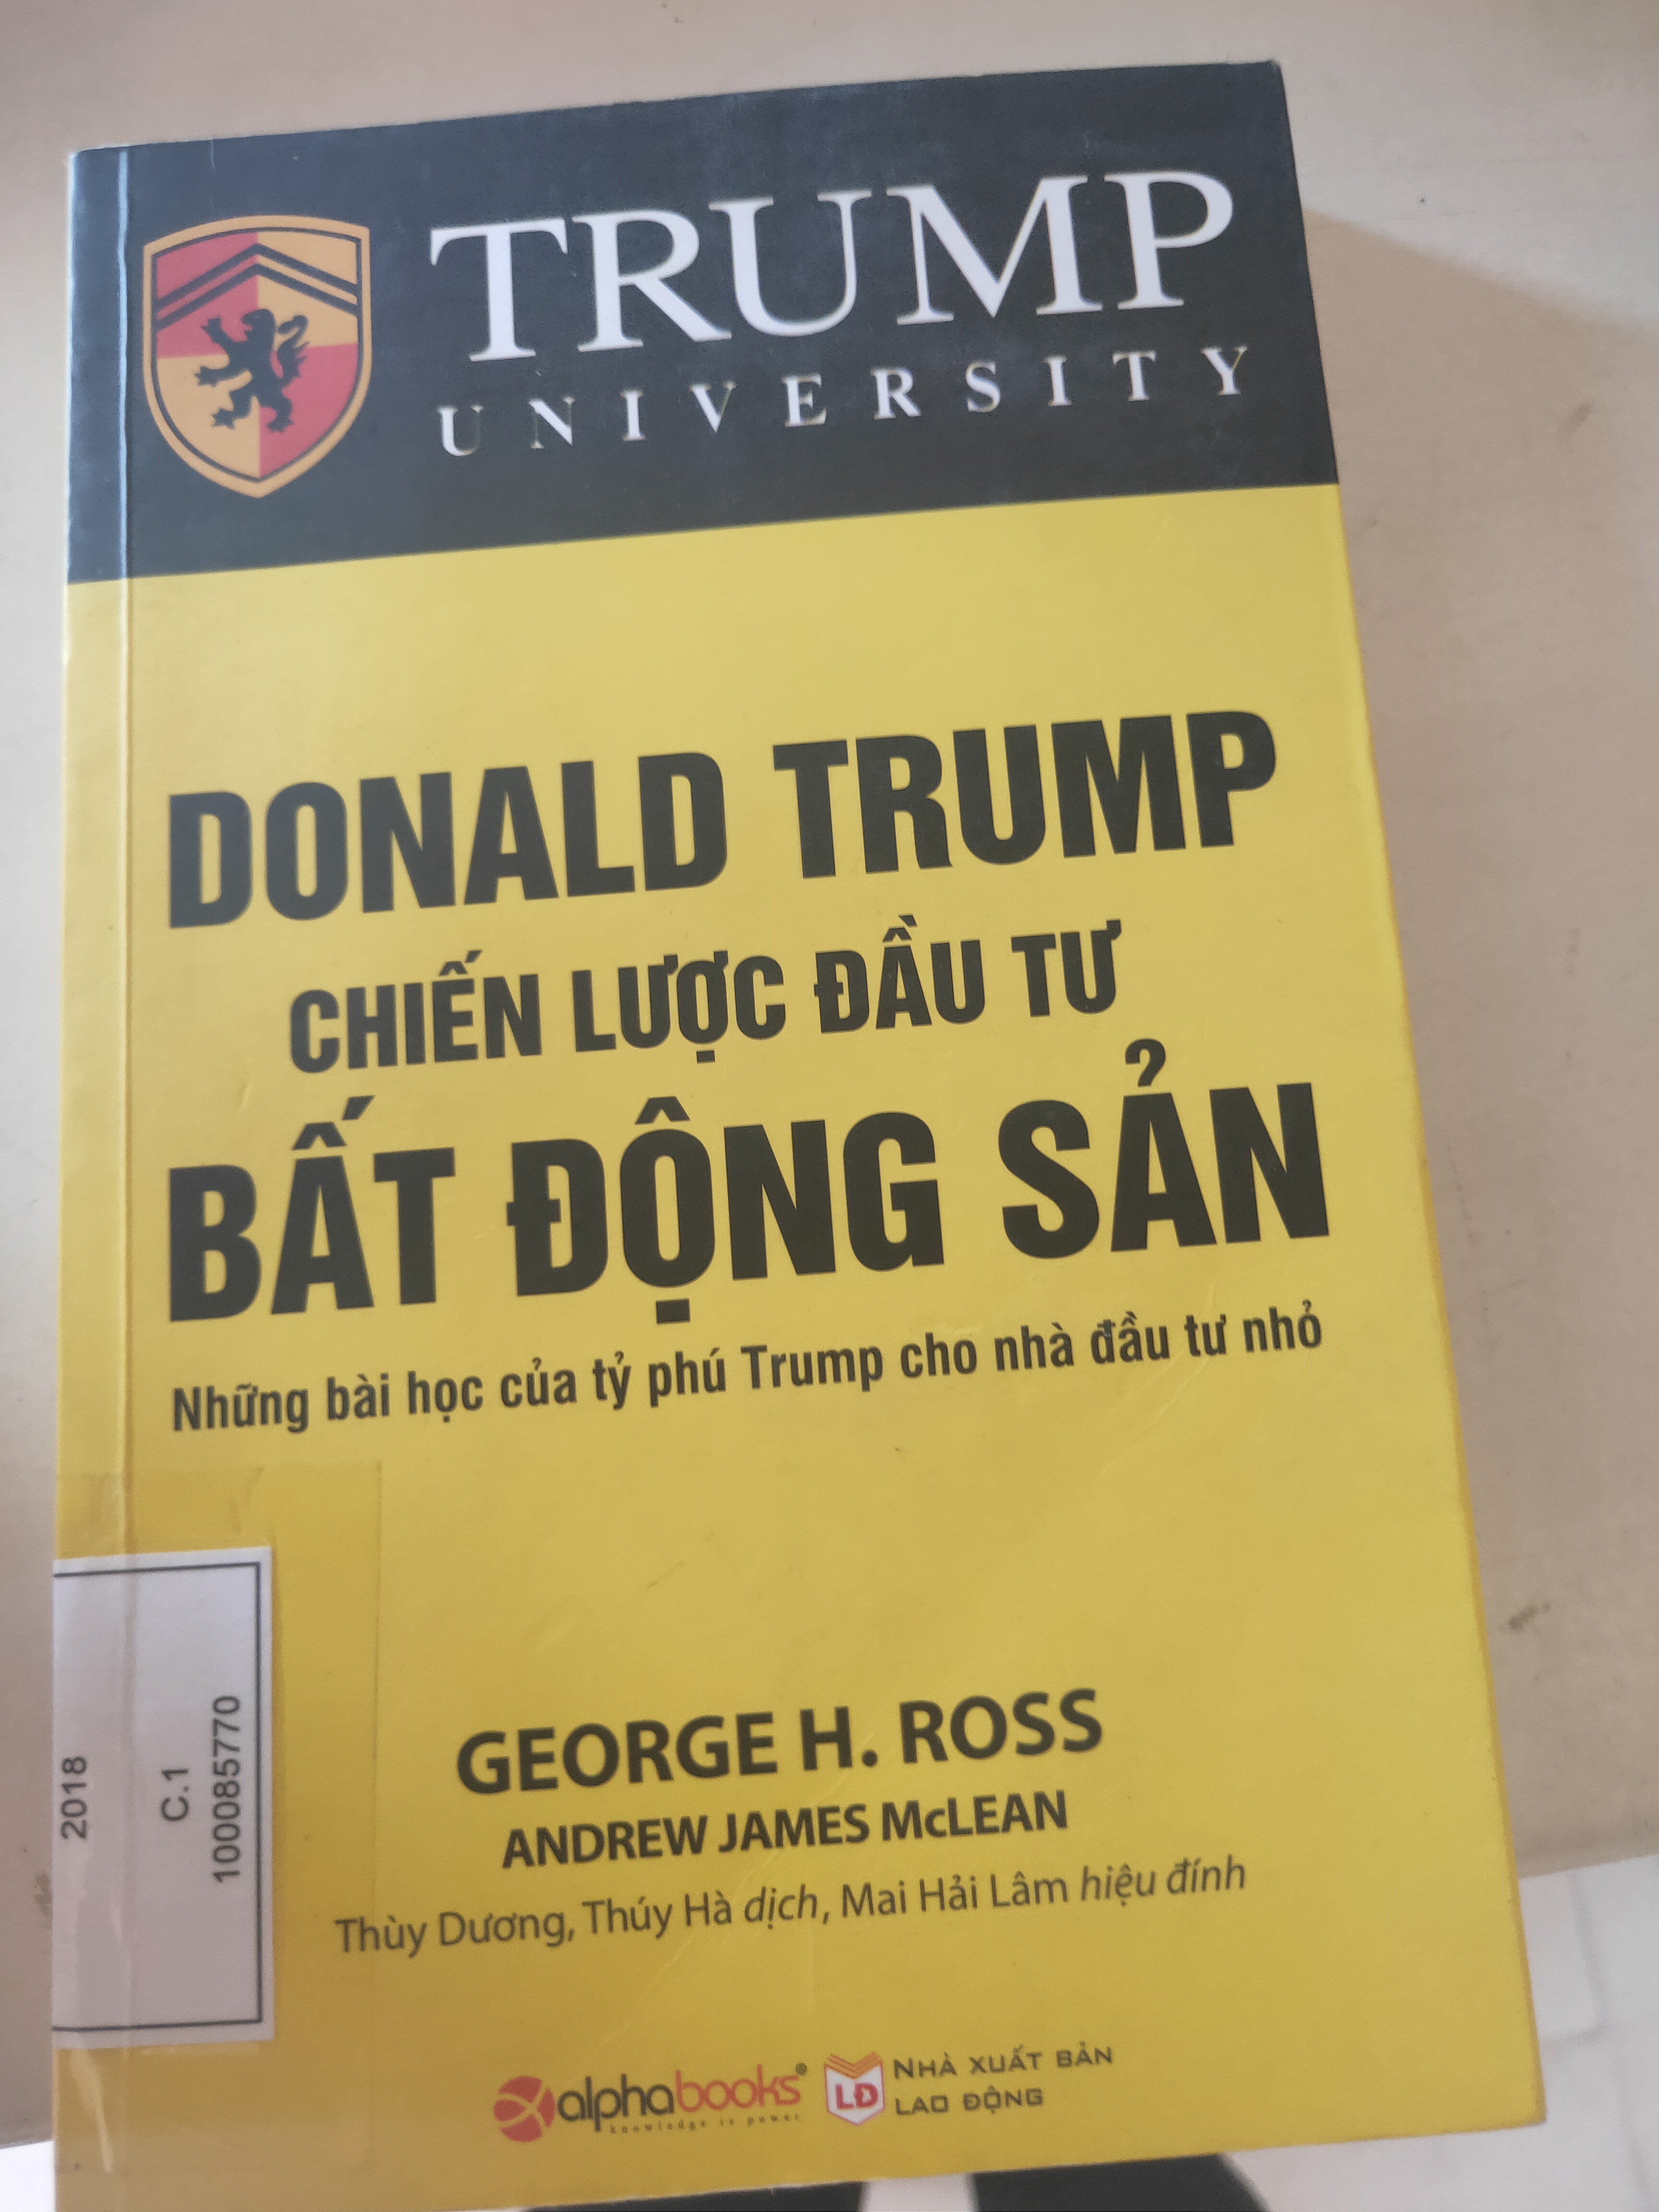 TRUMP
UNIVERSITY
DONALD TRUMP
CHIẾN LƯỢC ĐẦU TƯ
BẤT ĐỘNG SẢN
Những bài học của tỷ phú Trump cho nhà đầu tư nhỏ
2018
C.1
100085770
GEORGE H. ROSS
ANDREW JAMES McLEAN
Thùy Dương, Thúy Hà dịch, Mai Hải Lâm hiệu đính
alphabooks®
knowledge is power
LĐ
NHÀ XUẤT BẢN
LAO ĐỘNG